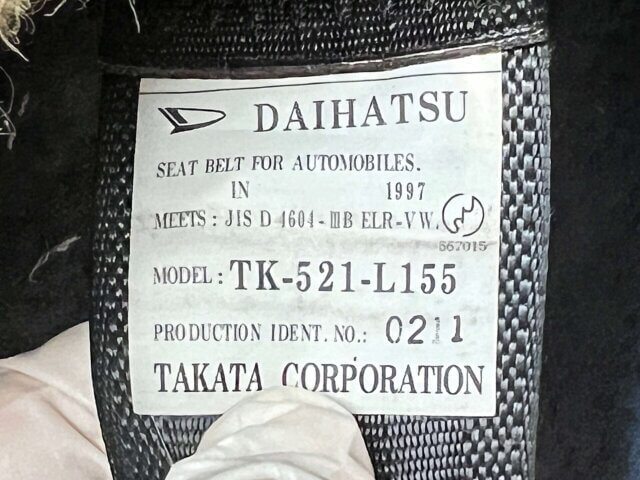 DAIHATSU
SEAT BELT FOR AUTOMOBILES.
IN 1997
MEETS : JIS D 4604-ⅢB ELR-VW.
667015
MODEL : TK-521-L155
PRODUCTION IDENT. NO.:
TAKATA CORPORATION